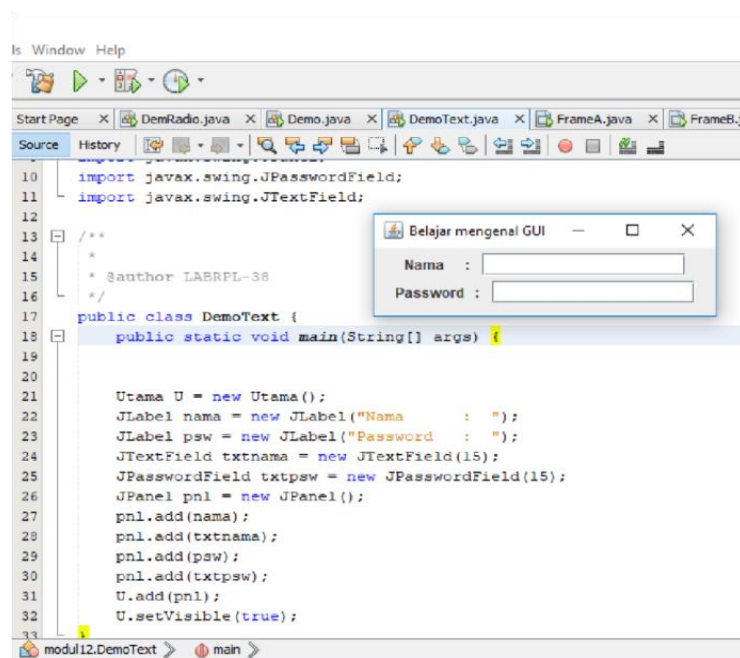 ls Window Help
Start Page × DemRadio.java × Demo.java × DemoText.java × FrameA.java × FrameB.
Source History
10 import javax.swing.JPasswordField;
11 import javax.swing.JTextField;
12
13 /**
14 *
15 * @author LABRPL-38
16 */
17 public class DemoText {
18 public static void main(String[] args) {
19
20
21 Utama U = new Utama();
22 JLabel nama = new JLabel("Nama : ");
23 JLabel psw = new JLabel("Password : ");
24 JTextField txtnama = new JTextField(15);
25 JPasswordField txtpsw = new JPasswordField(15);
26 JPanel pnl = new JPanel();
27 pnl.add(nama);
28 pnl.add(txtnama);
29 pnl.add(psw);
30 pnl.add(txtpsw);
31 U.add(pnl);
32 U.setVisible(true);
33 }
Belajar mengenal GUI
Nama :
Password :
modul12.DemoText main